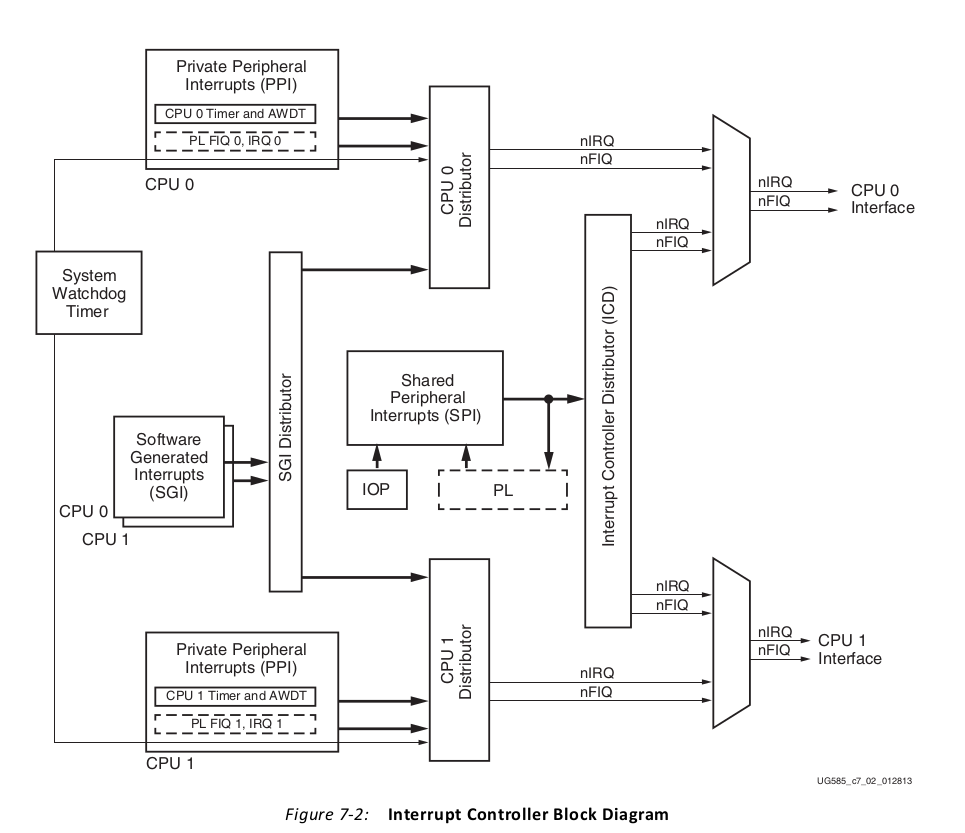 Private Peripheral
Interrupts (PPI)
CPU 0 Timer and AWDT
PL FIQ 0, IRQ 0
CPU 0
CPU 0
Distributor
nIRQ
nFIQ
nIRQ
nFIQ
CPU 0
Interface
nIRQ
nFIQ
System
Watchdog
Timer
SGI Distributor
Shared
Peripheral
Interrupts (SPI)
IOP
PL
Interrupt Controller Distributor (ICD)
Software
Generated
Interrupts
(SGI)
CPU 0
CPU 1
nIRQ
nFIQ
nIRQ
nFIQ
CPU 1
Interface
Private Peripheral
Interrupts (PPI)
CPU 1 Timer and AWDT
PL FIQ 1, IRQ 1
CPU 1
CPU 1
Distributor
nIRQ
nFIQ
UG585_c7_02_012813
Figure 7-2: Interrupt Controller Block Diagram